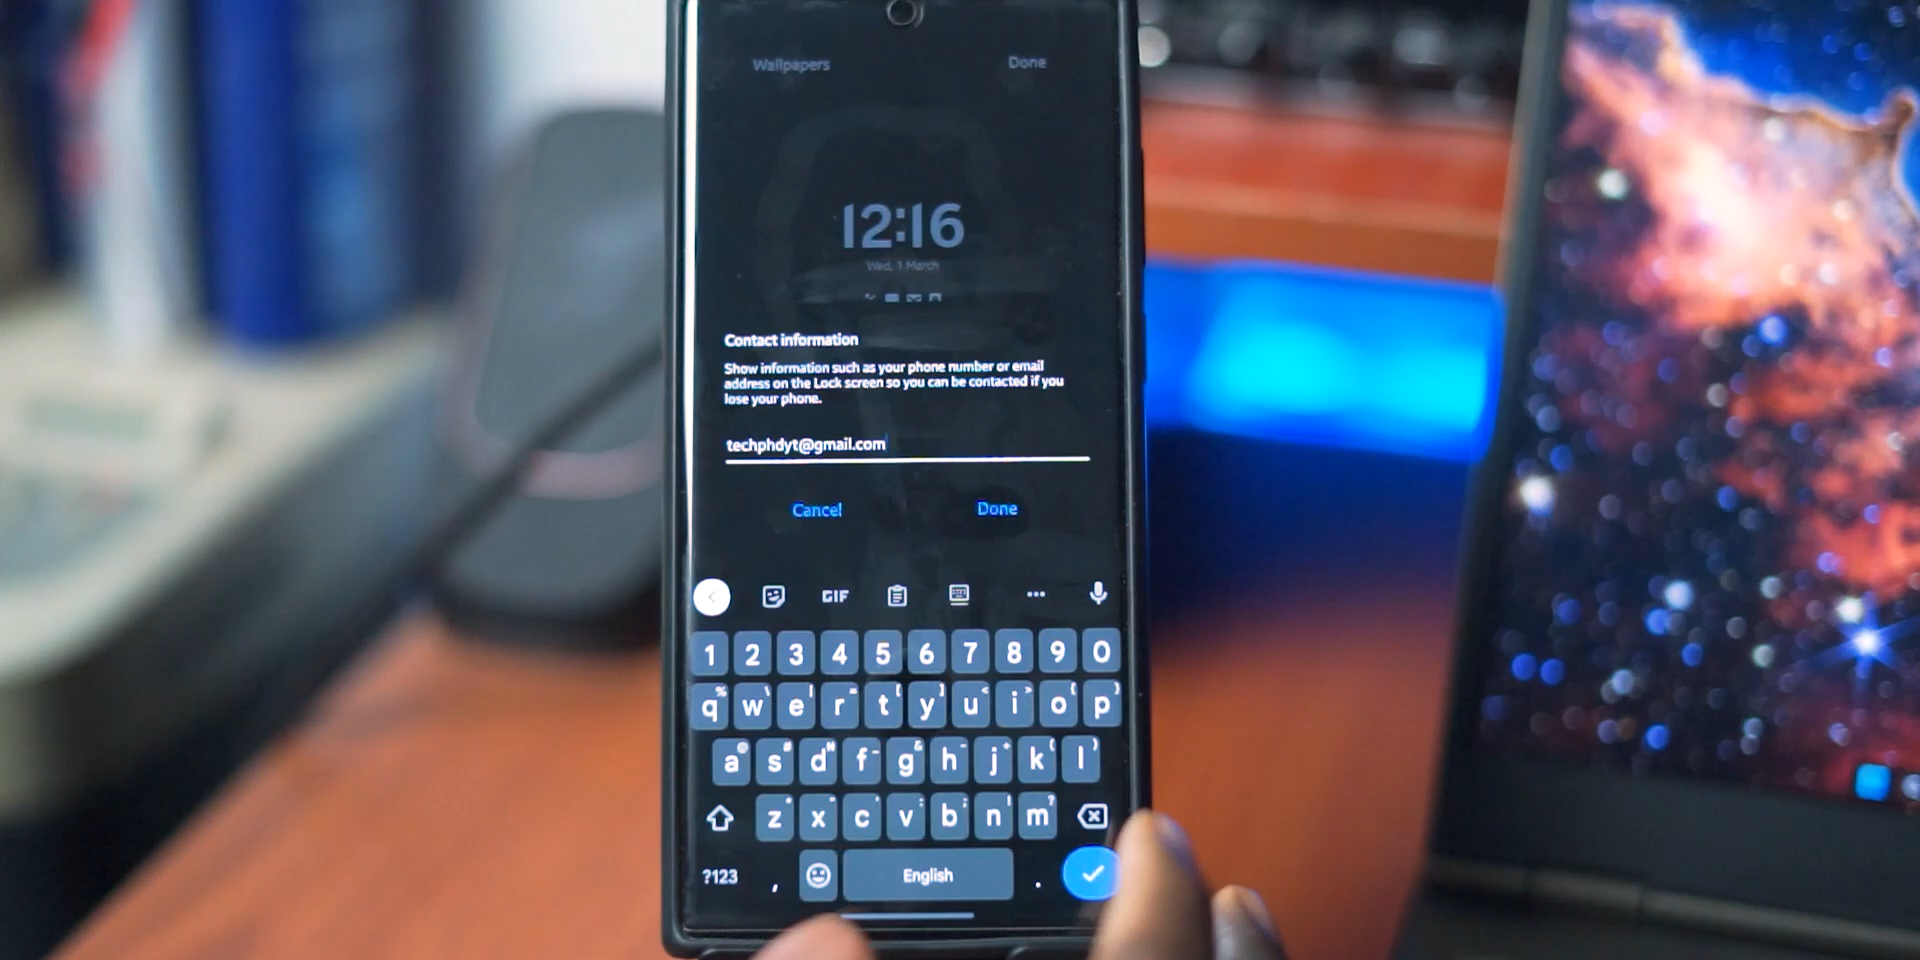 Wallpapers Done
12:16
Wed, 1 March
Contact information
Show information such as your phone number or email
address on the Lock screen so you can be contacted if you
lose your phone.
techphdyt@gmail.com
Cancel Done
GIF
1 2 3 4 5 6 7 8 9 0
q w e r t y u i o p
a s d f g h j k l
z x c v b n m
?123 , English .